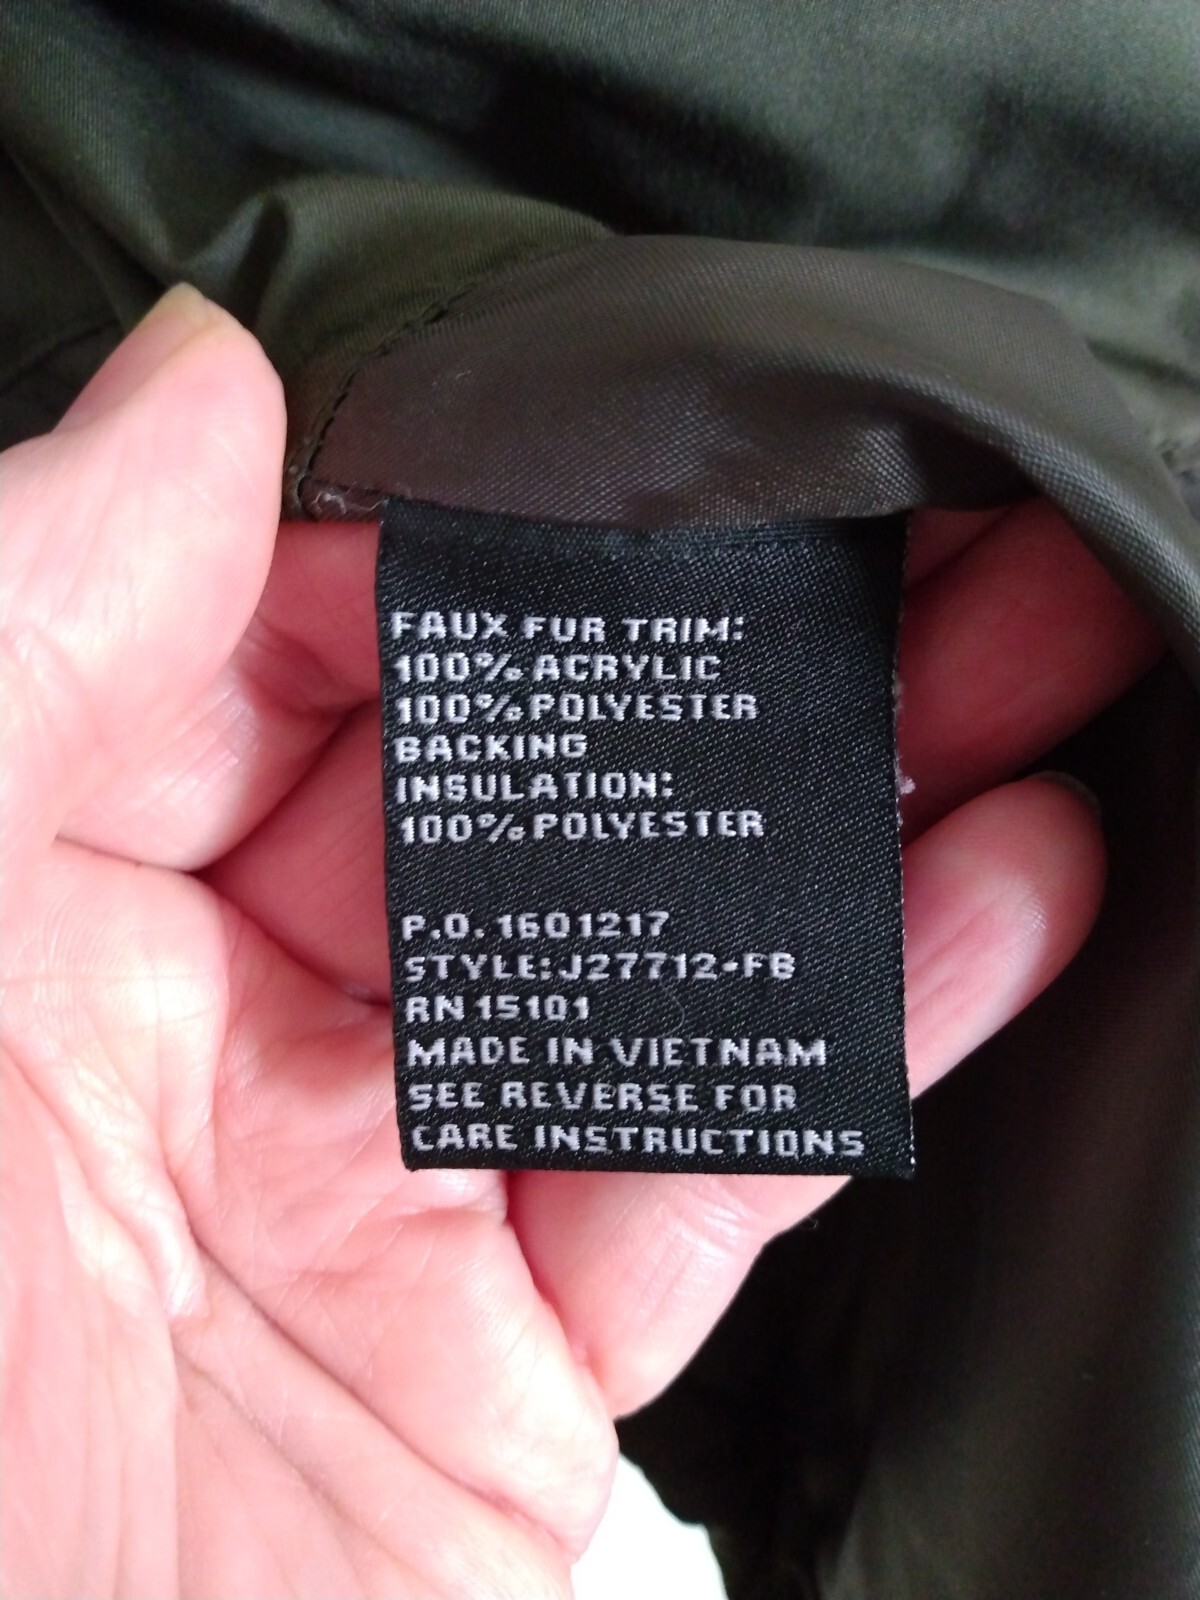 FAUX FUR TRIM:
100% ACRYLIC
100% POLYESTER
BACKING
INSULATION:
100% POLYESTER
P.O. 1601217
STYLE: J27712-FB
RN 15101
MADE IN VIETNAM
SEE REVERSE FOR
CARE INSTRUCTIONS